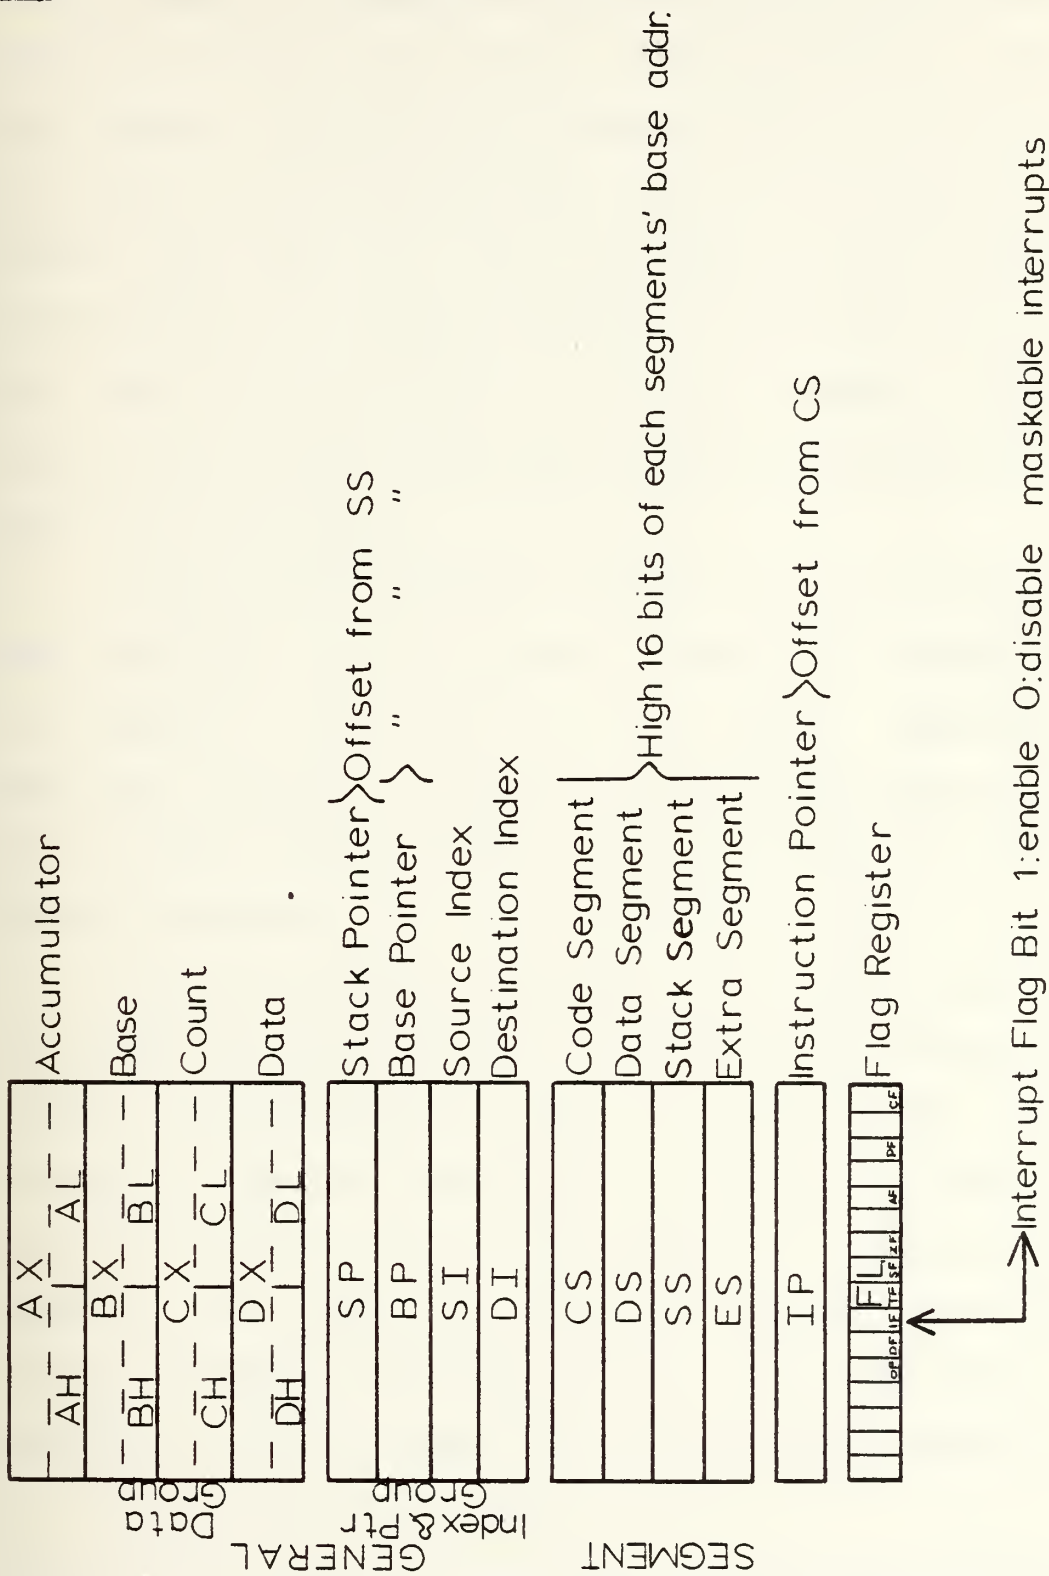 GENERAL
Data Group
AX
AH AL
Accumulator
BX
BH BL
Base
CX
CH CL
Count
DX
DH DL
Data
Index & Ptr Group
SP Stack Pointer Offset from SS
BP Base Pointer " " "
SI Source Index
DI Destination Index
SEGMENT
CS Code Segment
DS Data Segment
SS Stack Segment
ES Extra Segment
High 16 bits of each segments' base addr.
IP Instruction Pointer Offset from CS
FL Flag Register
OF DF IF TF SF ZF AF PF CF
Interrupt Flag Bit 1:enable 0:disable maskable interrupts